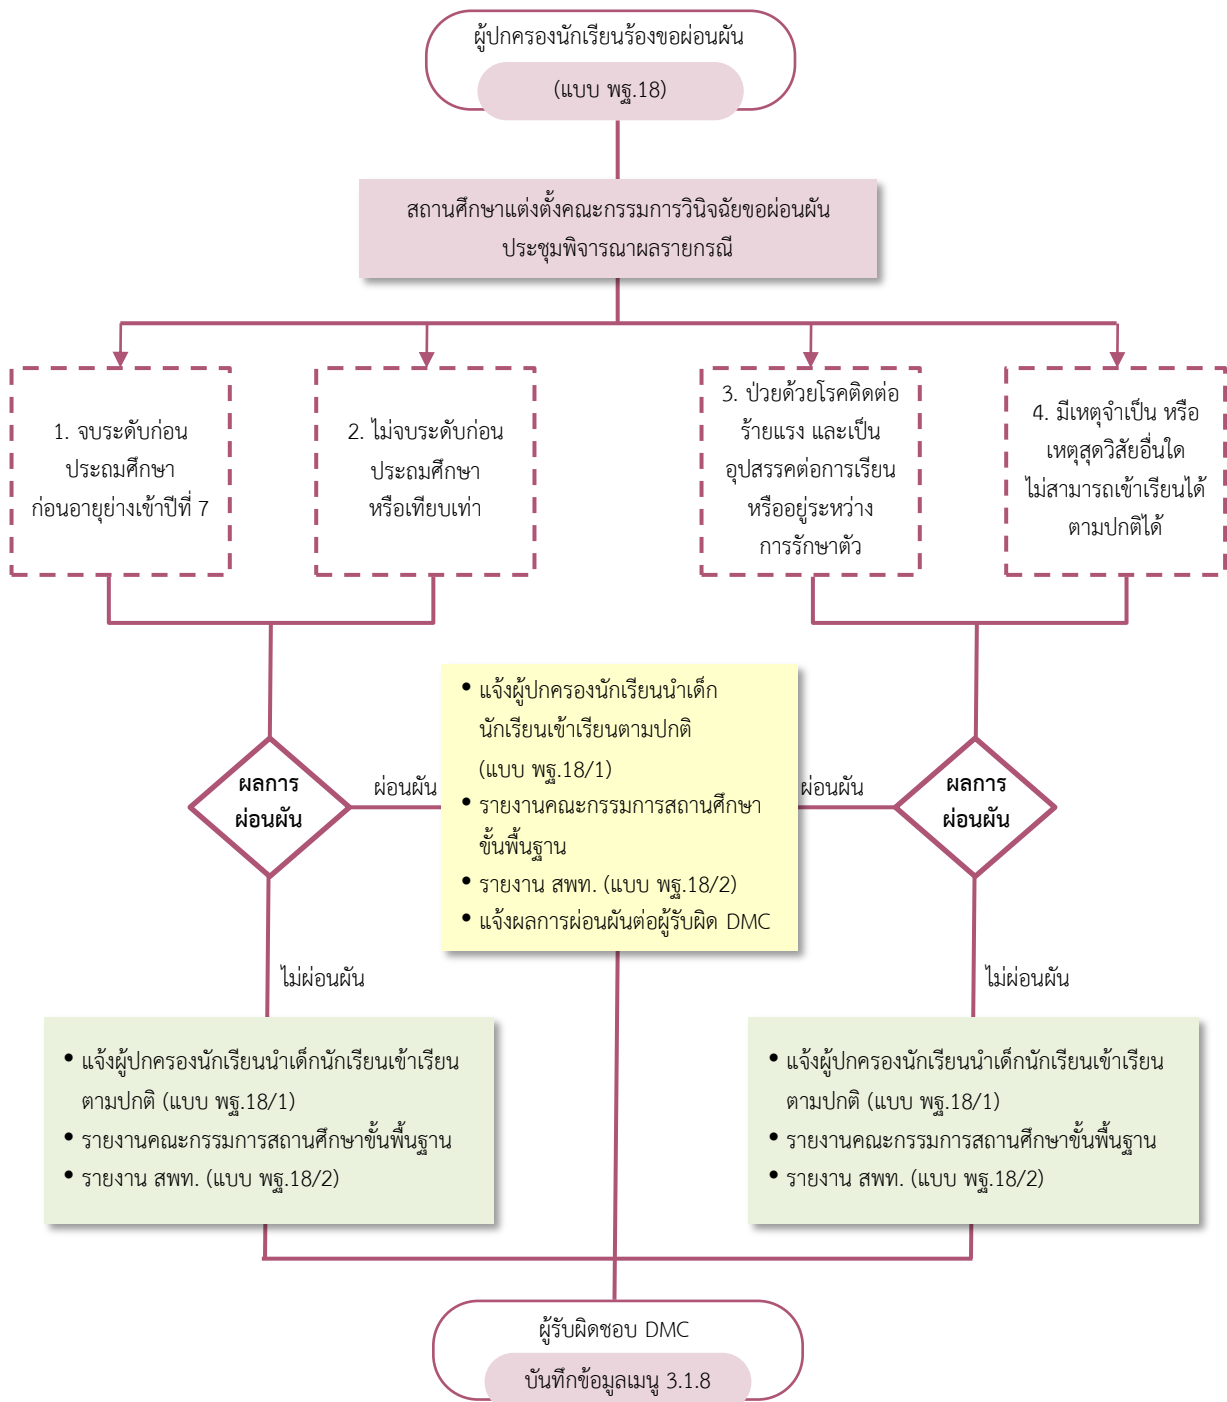 ผู้ปกครองนักเรียนร้องขอผ่อนผัน
(แบบ พฐ.18)
สถานศึกษาแต่งตั้งคณะกรรมการวินิจฉัยขอผ่อนผัน
ประชุมพิจารณาผลรายกรณี
1. จบระดับก่อน
ประถมศึกษา
ก่อนอายุย่างเข้าปีที่ 7
2. ไม่จบระดับก่อน
ประถมศึกษา
หรือเทียบเท่า
3. ป่วยด้วยโรคติดต่อ
ร้ายแรง และเป็น
อุปสรรคต่อการเรียน
หรืออยู่ระหว่าง
การรักษาตัว
4. มีเหตุจำเป็น หรือ
เหตุสุดวิสัยอื่นใด
ไม่สามารถเข้าเรียนได้
ตามปกติได้
ผลการ
ผ่อนผัน
ผ่อนผัน
• แจ้งผู้ปกครองนักเรียนนำเด็ก
นักเรียนเข้าเรียนตามปกติ
(แบบ พฐ.18/1)
• รายงานคณะกรรมการสถานศึกษา
ขั้นพื้นฐาน
• รายงาน สพท. (แบบ พฐ.18/2)
• แจ้งผลการผ่อนผันต่อผู้รับผิด DMC
ผ่อนผัน
ผลการ
ผ่อนผัน
ไม่ผ่อนผัน
ไม่ผ่อนผัน
• แจ้งผู้ปกครองนักเรียนนำเด็กนักเรียนเข้าเรียน
ตามปกติ (แบบ พฐ.18/1)
• รายงานคณะกรรมการสถานศึกษาขั้นพื้นฐาน
• รายงาน สพท. (แบบ พฐ.18/2)
• แจ้งผู้ปกครองนักเรียนนำเด็กนักเรียนเข้าเรียน
ตามปกติ (แบบ พฐ.18/1)
• รายงานคณะกรรมการสถานศึกษาขั้นพื้นฐาน
• รายงาน สพท. (แบบ พฐ.18/2)
ผู้รับผิดชอบ DMC
บันทึกข้อมูลเมนู 3.1.8